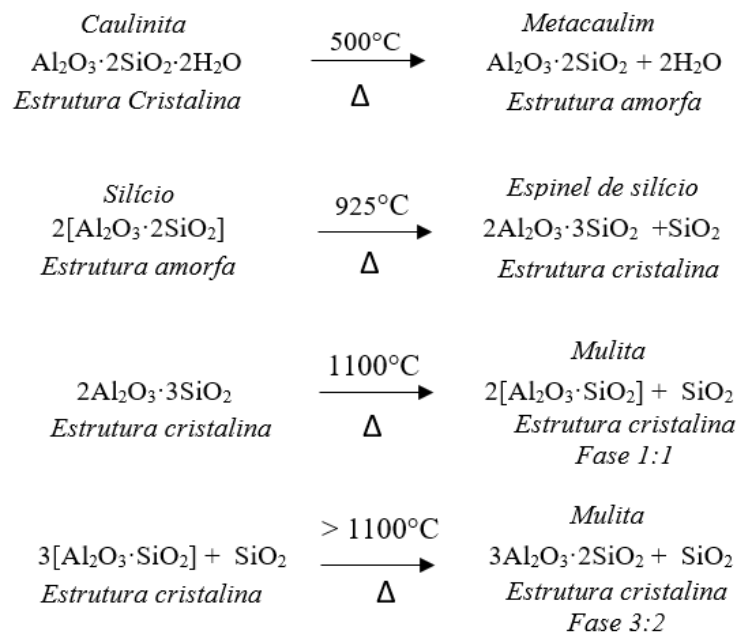 Caulinita
Al₂O₃·2SiO₂·2H₂O
Estrutura Cristalina
500°C
Δ
Metacaulim
Al₂O₃·2SiO₂ + 2H₂O
Estrutura amorfa
Silício
2[Al₂O₃·2SiO₂]
Estrutura amorfa
925°C
Δ
Espinel de silício
2Al₂O₃·3SiO₂ +SiO₂
Estrutura cristalina
2Al₂O₃·3SiO₂
Estrutura cristalina
1100°C
Δ
Mulita
2[Al₂O₃·SiO₂] + SiO₂
Estrutura cristalina
Fase 1:1
3[Al₂O₃·SiO₂] + SiO₂
Estrutura cristalina
> 1100°C
Δ
Mulita
3Al₂O₃·2SiO₂ + SiO₂
Estrutura cristalina
Fase 3:2